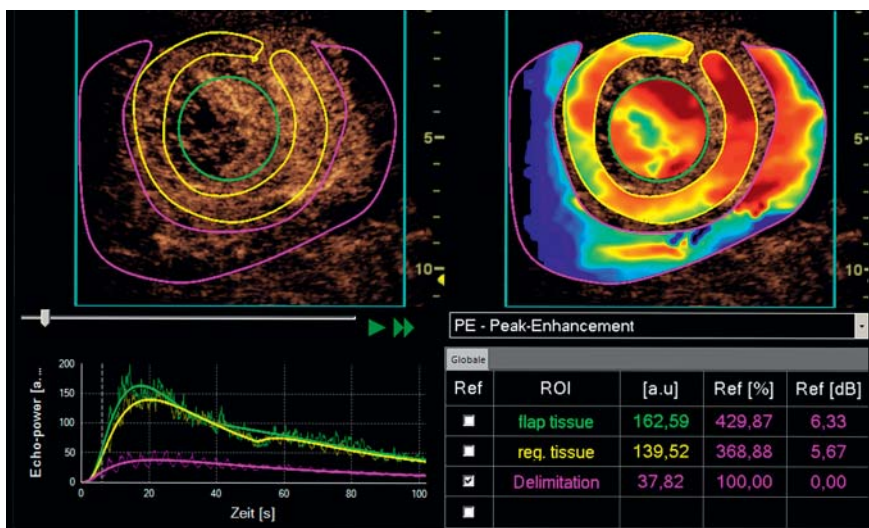 5
10
5
10
PE - Peak-Enhancement
200
150
100
50
0
0 20 40 60 80 100
Echo-power [a. ...
Zeit [s]
Globale
Ref ROI [a.u] Ref [%] Ref [dB]
flap tissue 162,59 429,87 6,33
reg. tissue 139,52 368,88 5,67
Delimitation 37,82 100,00 0,00